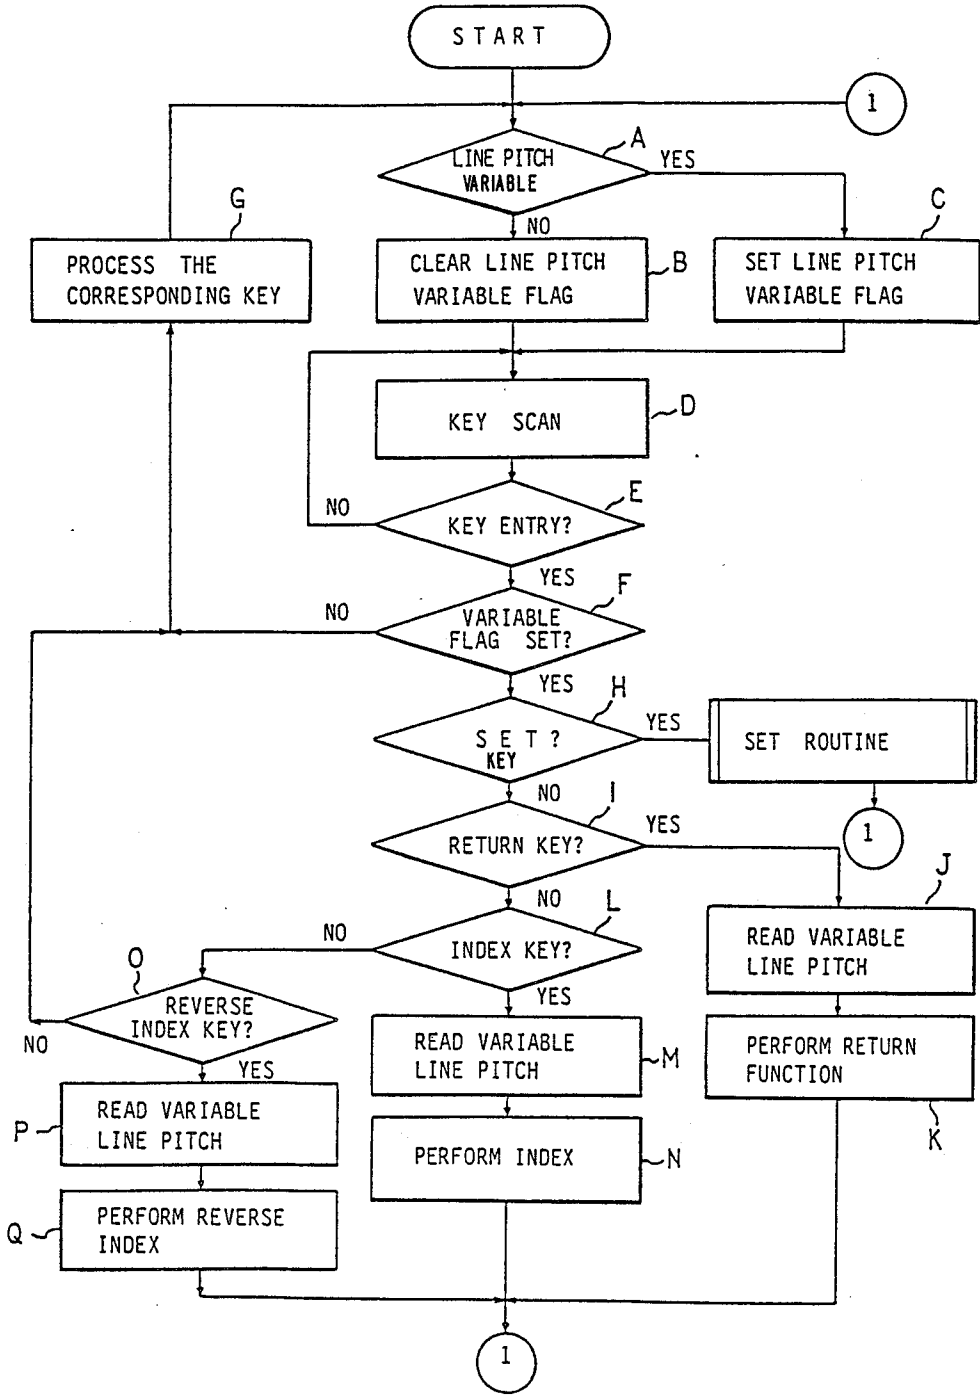 START
1
A
LINE PITCH
VARIABLE
YES
NO
G
PROCESS THE
CORRESPONDING KEY
CLEAR LINE PITCH
VARIABLE FLAG
B
C
SET LINE PITCH
VARIABLE FLAG
KEY SCAN
D
E
KEY ENTRY?
NO
YES
F
VARIABLE
FLAG SET?
NO
YES
H
SET?
KEY
YES
NO
SET ROUTINE
1
I
RETURN KEY?
YES
NO
J
READ VARIABLE
LINE PITCH
L
INDEX KEY?
NO
YES
O
REVERSE
INDEX KEY?
NO
YES
READ VARIABLE
LINE PITCH
M
PERFORM RETURN
FUNCTION
K
P
READ VARIABLE
LINE PITCH
PERFORM INDEX
N
Q
PERFORM REVERSE
INDEX
1